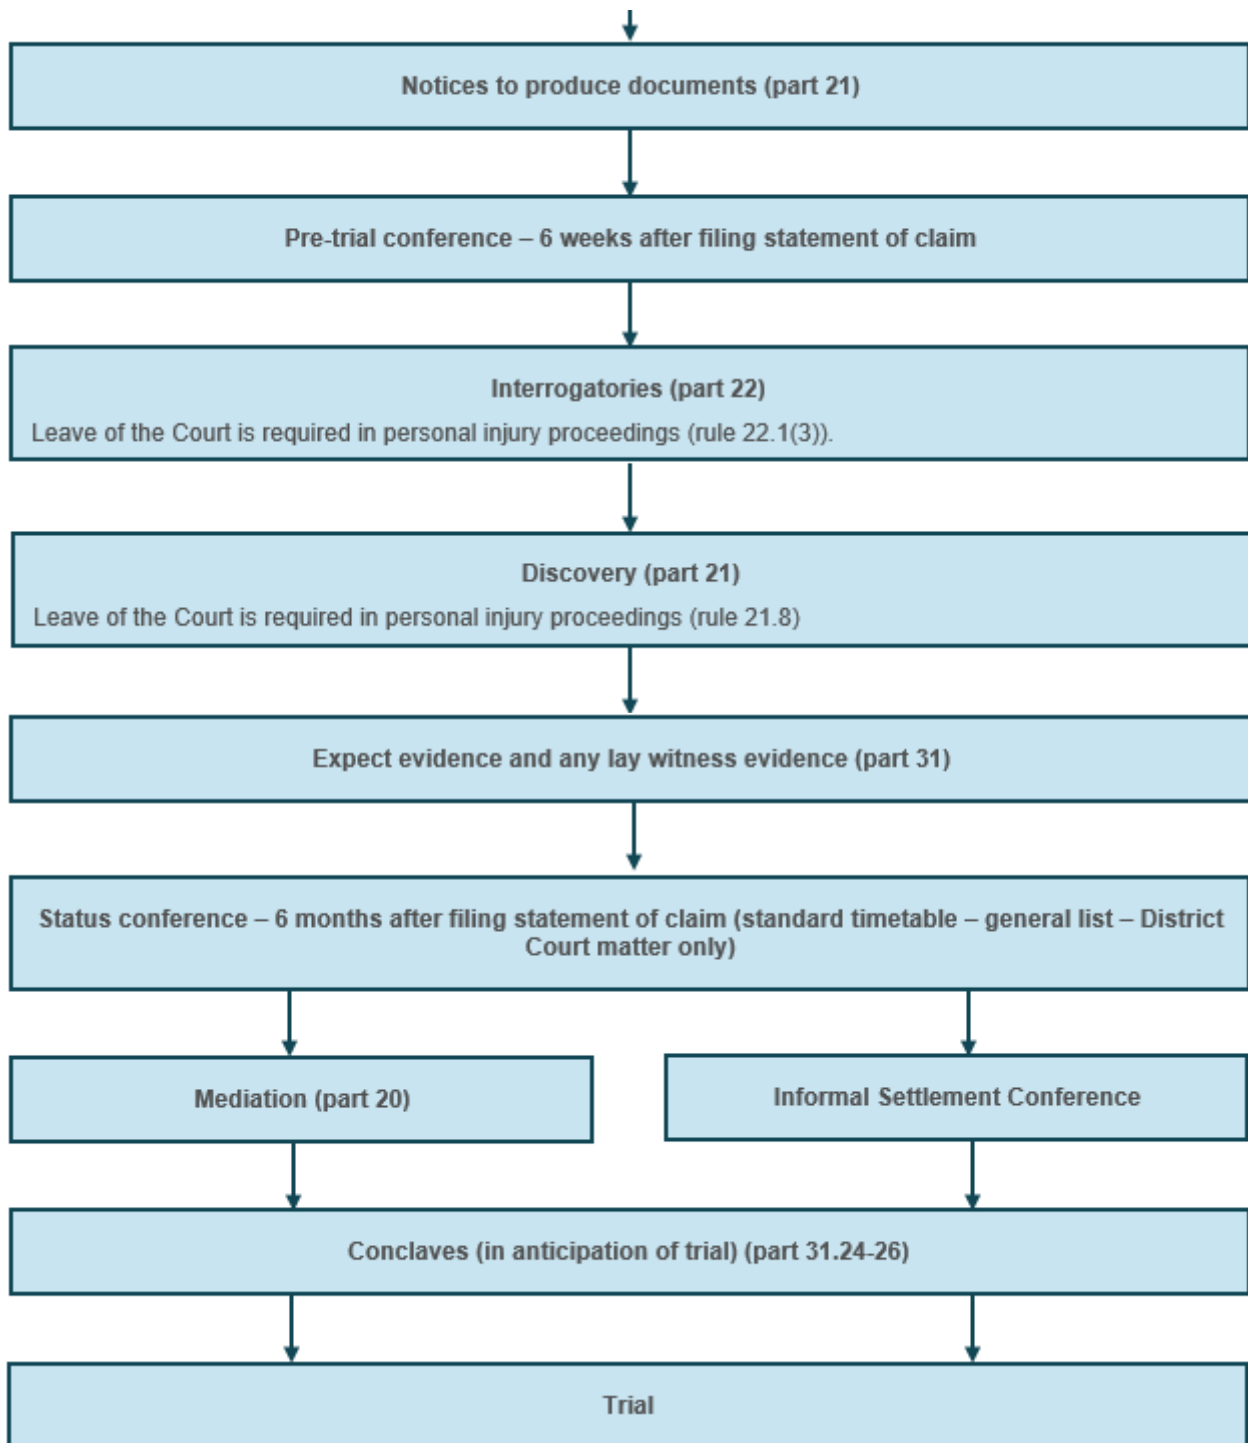 Notices to produce documents (part 21)
Pre-trial conference – 6 weeks after filing statement of claim
Interrogatories (part 22)
Leave of the Court is required in personal injury proceedings (rule 22.1(3)).
Discovery (part 21)
Leave of the Court is required in personal injury proceedings (rule 21.8)
Expect evidence and any lay witness evidence (part 31)
Status conference – 6 months after filing statement of claim (standard timetable – general list – District
Court matter only)
Mediation (part 20)
Informal Settlement Conference
Conclaves (in anticipation of trial) (part 31.24-26)
Trial